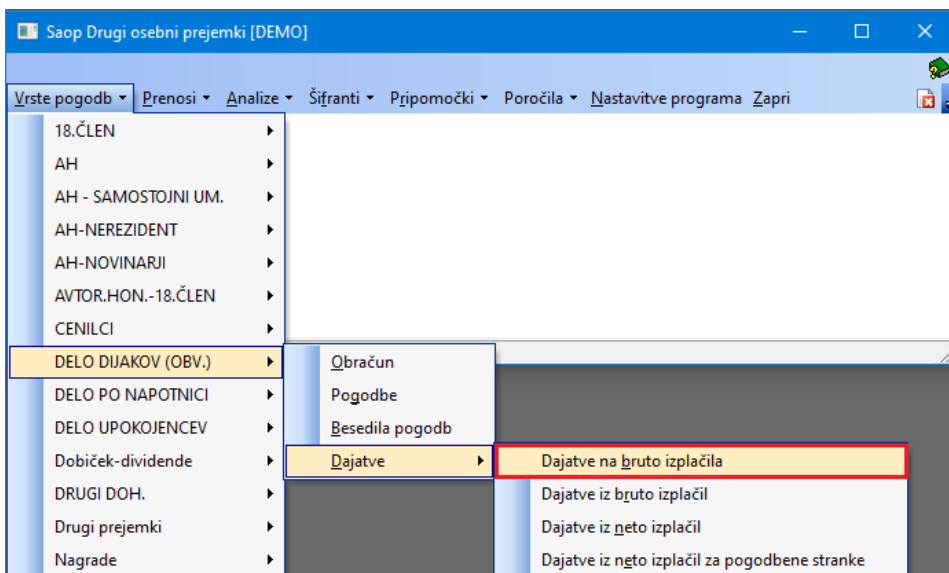 Saop Drugi osebni prejemki [DEMO]
Vrste pogodb Prenosi Analize Šifranti Pripomočki Poročila Nastavitve programa Zapri
18.ČLEN
AH
AH - SAMOSTOJNI UM.
AH-NEREZIDENT
AH-NOVINARJI
AVTOR.HON.-18.ČLEN
CENILCI
DELO DIJAKOV (OBV.)
DELO PO NAPOTNICI
DELO UPOKOJENCEV
Dobiček-dividende
DRUGI DOH.
Drugi prejemki
Nagrade
Obračun
Pogodbe
Besedila pogodb
Dajatve
Dajatve na bruto izplačila
Dajatve iz bruto izplačil
Dajatve iz neto izplačil
Dajatve iz neto izplačil za pogodbene stranke